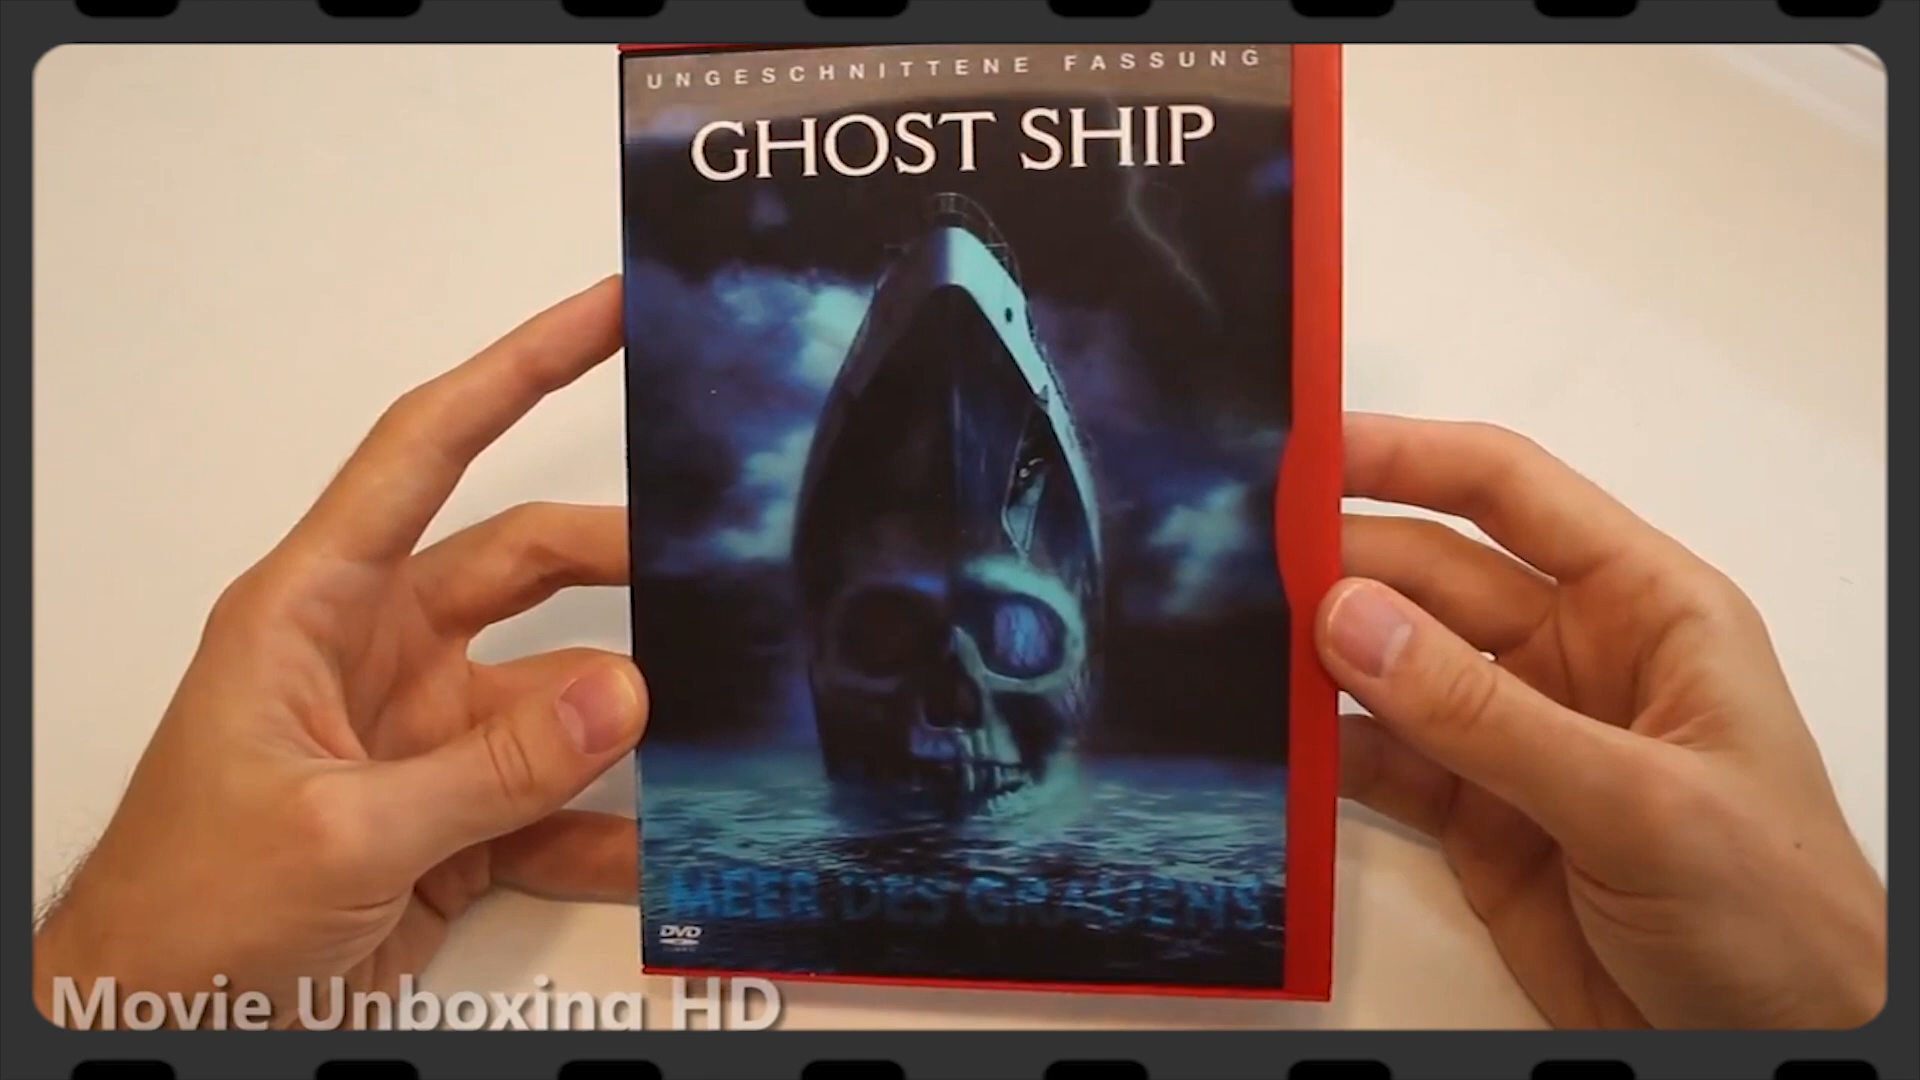 UNGESCHNITTENE FASSUNG
GHOST SHIP
MEER DES GRAUENS
DVD
Movie Unboxing HD